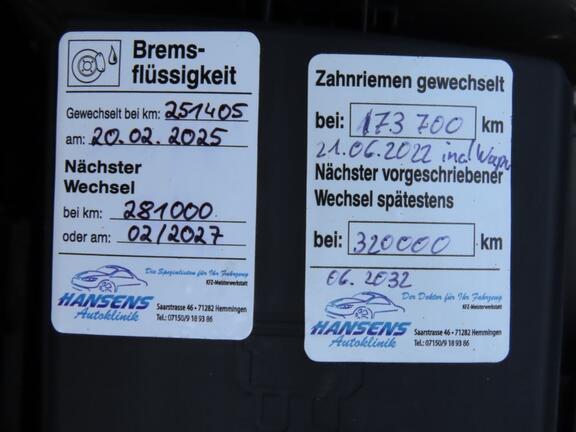 Brems-
flüssigkeit
Gewechselt bei km: 251405
am: 20.02.2025
Nächster
Wechsel
bei km: 281000
oder am: 02/2027
Die Spezialisten für Ihr Fahrzeug
KFZ-Meisterwerkstatt
HANSENS
Autoklinik
Saarstrasse 46 • 71282 Hemmingen
Tel.: 07150/9 18 93 86
Zahnriemen gewechselt
bei: 173 700 km
21.06.2022 incl Wapu
Nächster vorgeschriebener
Wechsel spätestens
bei: 320000 km
06.2032
Der Doktor für Ihr Fahrzeug
KFZ-Meisterwerkstatt
HANSENS
Autoklinik
Saarstrasse 46 • 71282 Hemmingen
Tel.: 07150/9 18 93 86